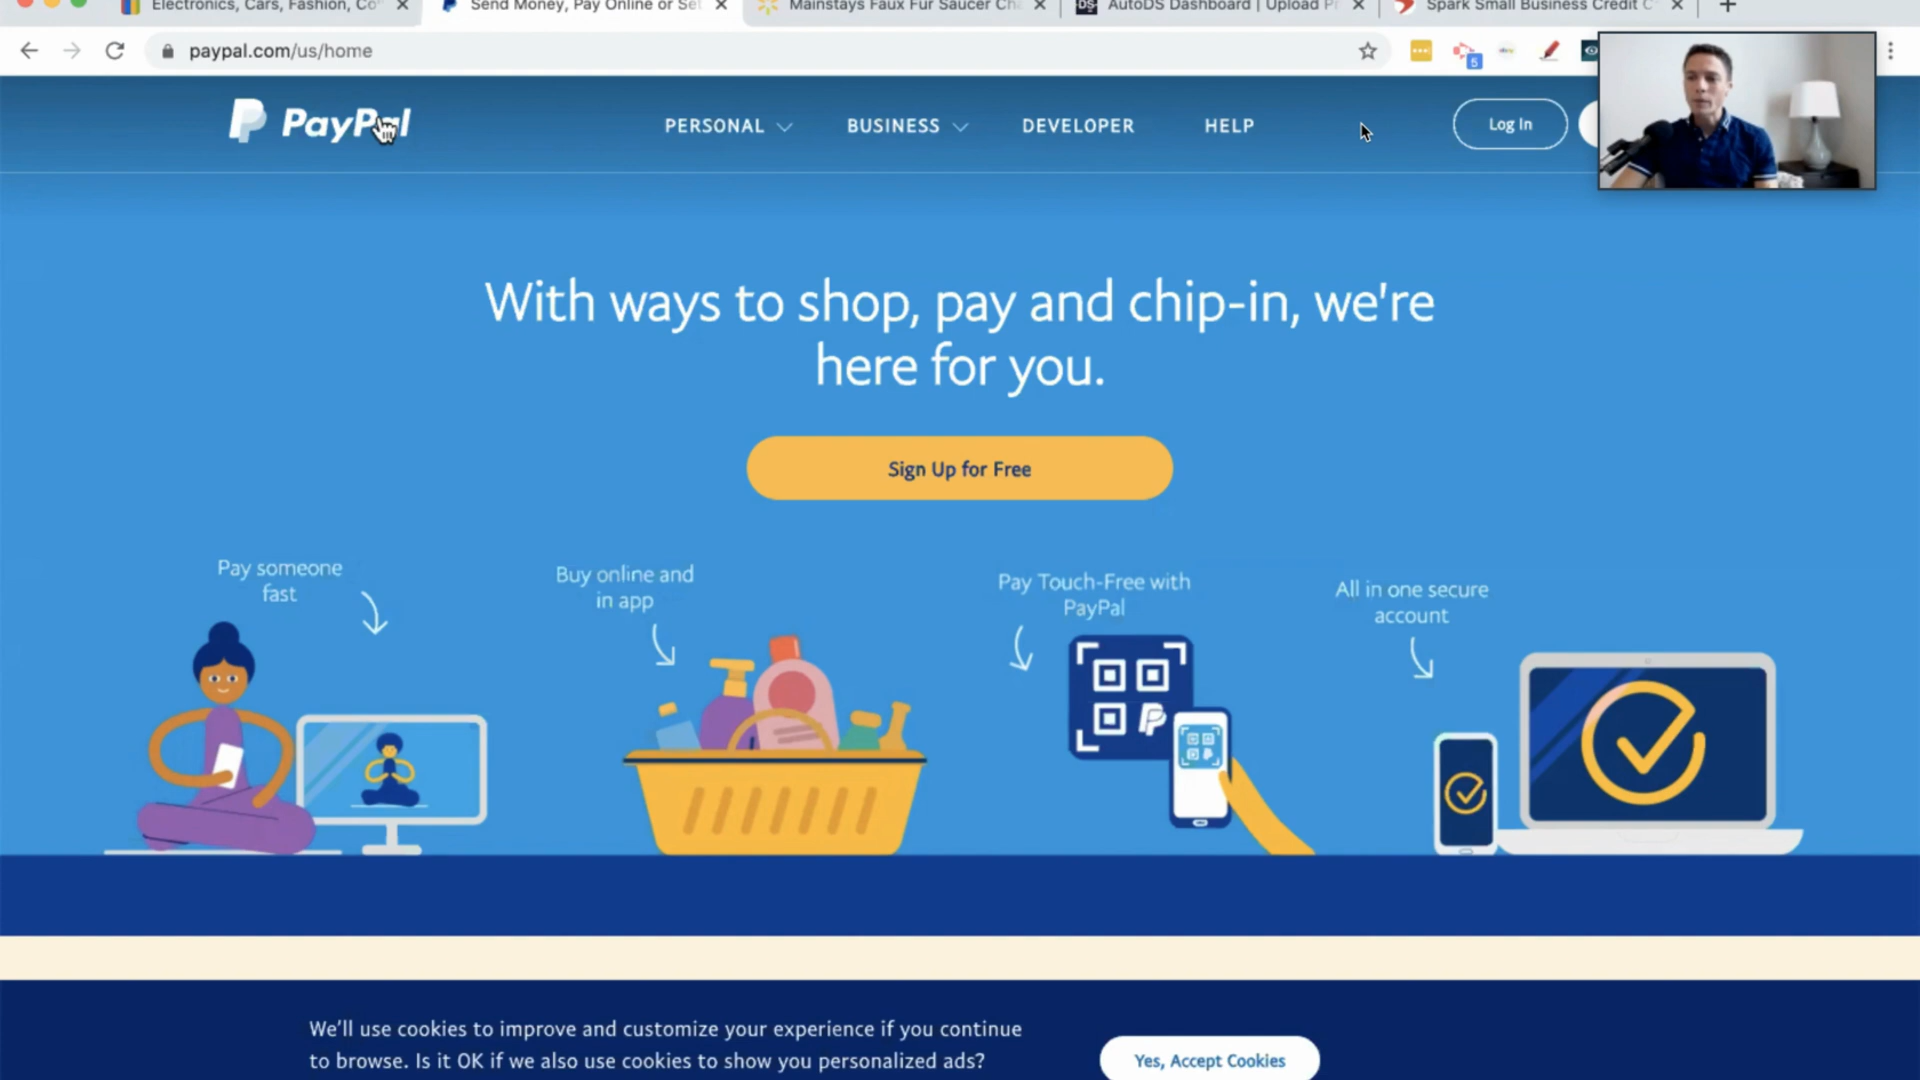 Electronics, Cars, Fashion, Co
Send Money, Pay Online or Set
Mainstays Faux Fur Saucer Ch
AutoDS Dashboard | Upload Pr
Spark Small Business Credit C
paypal.com/us/home
5
PayPal
PERSONAL
BUSINESS
DEVELOPER
HELP
Log In
With ways to shop, pay and chip-in, we're
here for you.
Sign Up for Free
Pay someone
fast
Buy online and
in app
Pay Touch-Free with
PayPal
All in one secure
account
We'll use cookies to improve and customize your experience if you continue
to browse. Is it OK if we also use cookies to show you personalized ads?
Yes, Accept Cookies